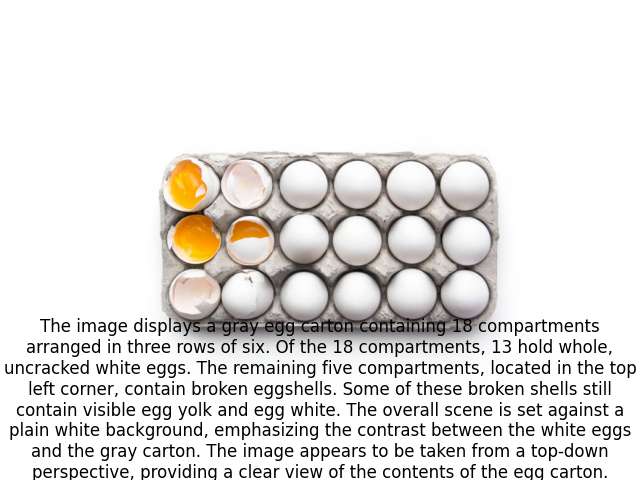 The image displays a gray egg carton containing 18 compartments
arranged in three rows of six. Of the 18 compartments, 13 hold whole,
uncracked white eggs. The remaining five compartments, located in the top
left corner, contain broken eggshells. Some of these broken shells still
contain visible egg yolk and egg white. The overall scene is set against a
plain white background, emphasizing the contrast between the white eggs
and the gray carton. The image appears to be taken from a top-down
perspective, providing a clear view of the contents of the egg carton.